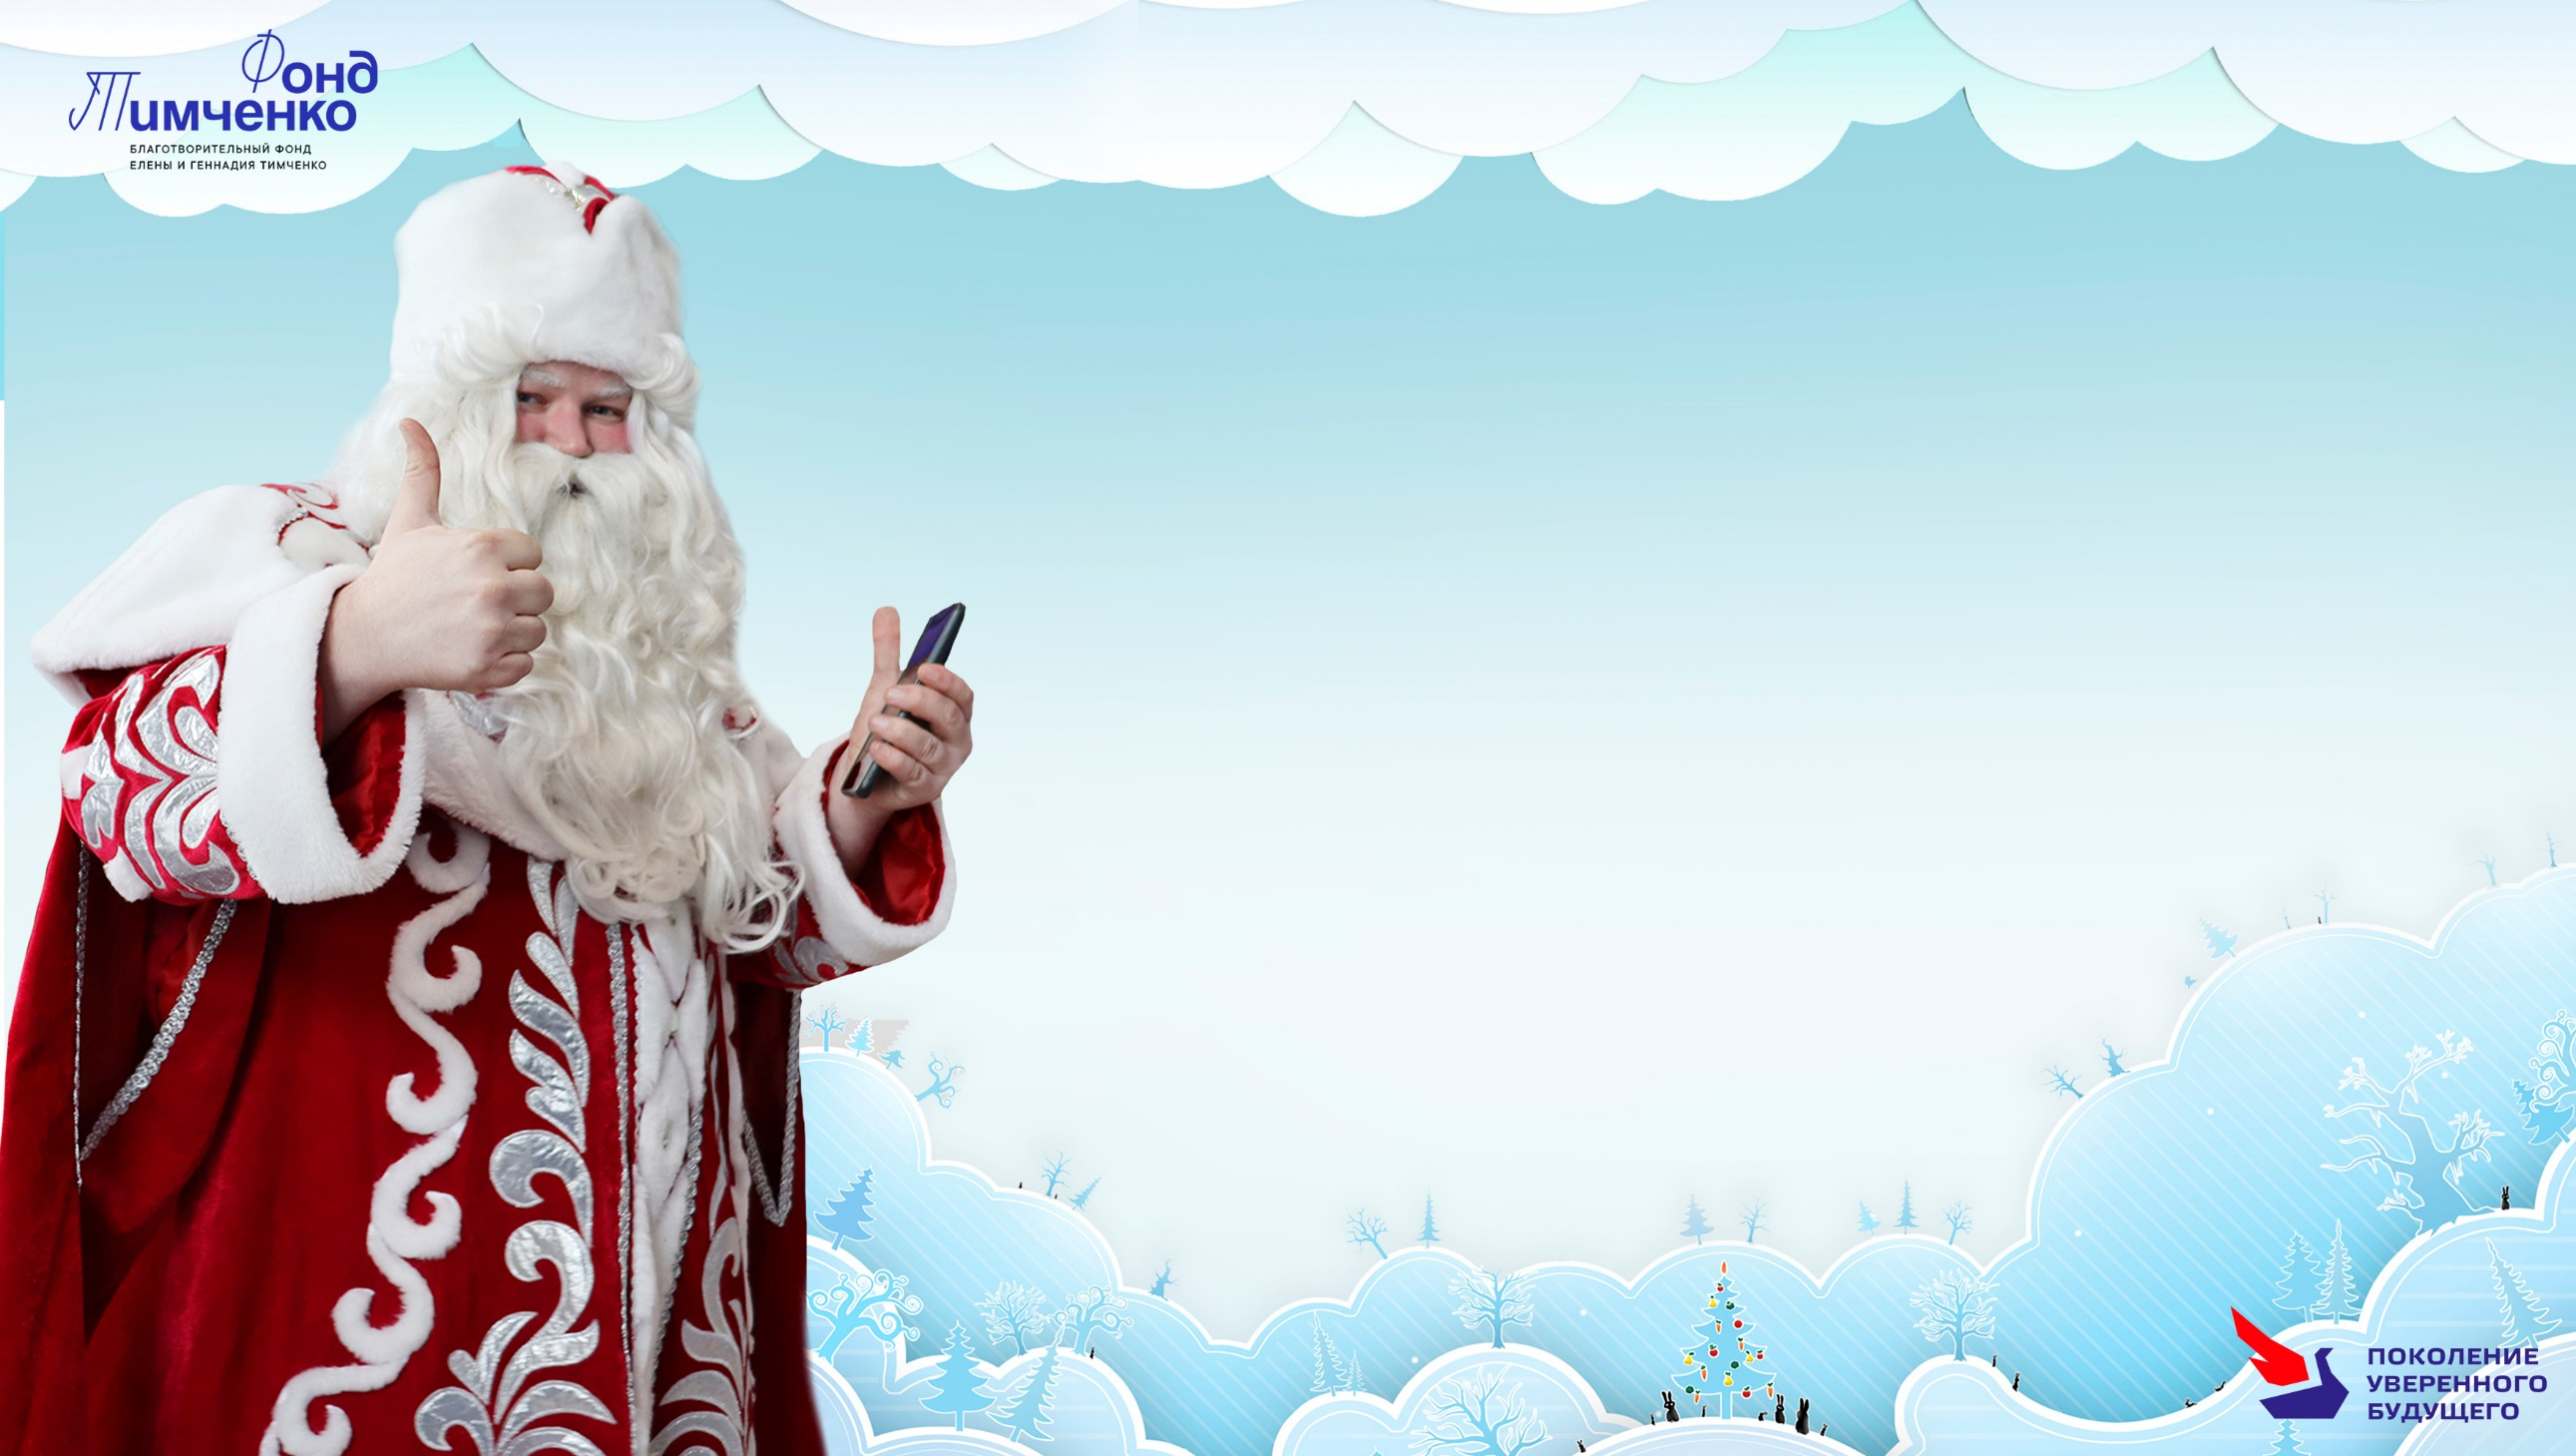 Фонд
Тимченко
БЛАГОТВОРИТЕЛЬНЫЙ ФОНД
ЕЛЕНЫ И ГЕННАДИЯ ТИМЧЕНКО
ПОКОЛЕНИЕ
УВЕРЕННОГО
БУДУЩЕГО